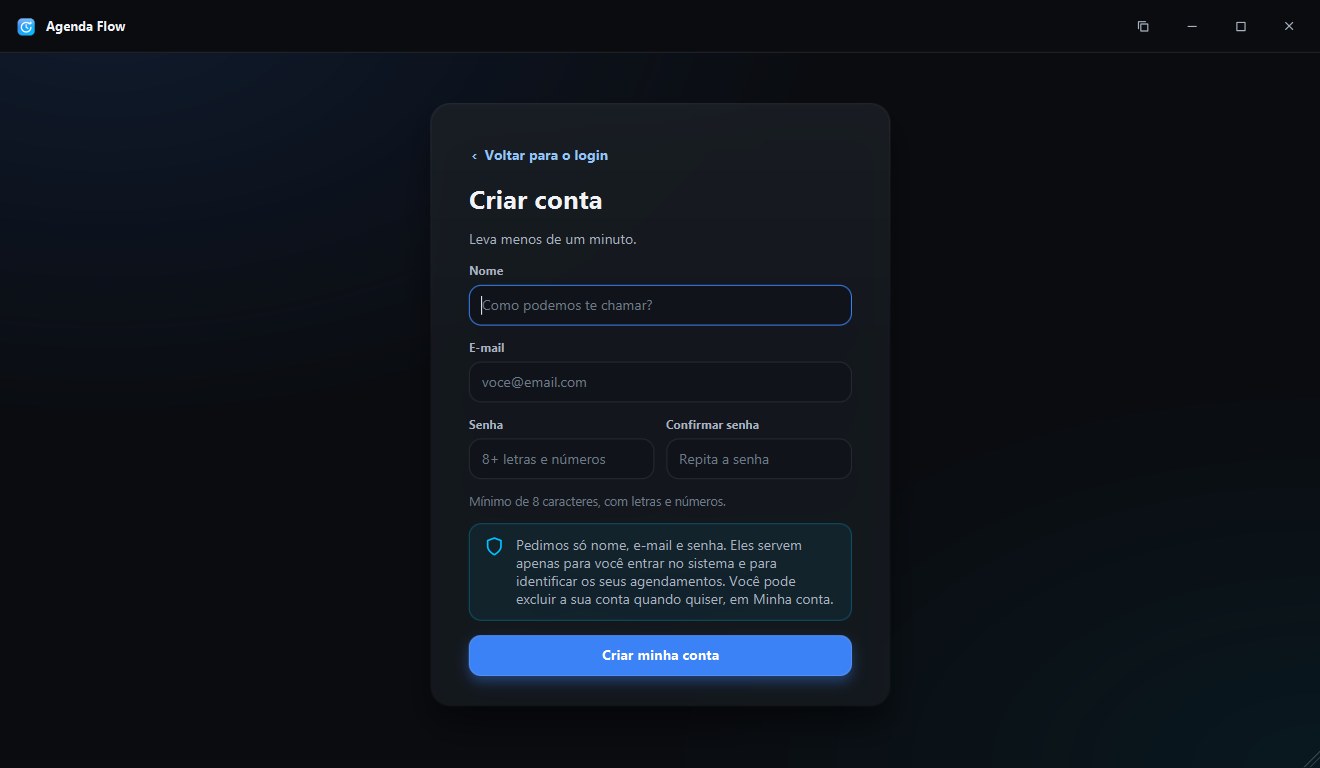 Agenda Flow
‹ Voltar para o login
Criar conta
Leva menos de um minuto.
Nome
Como podemos te chamar?
E-mail
voce@email.com
Senha
Confirmar senha
8+ letras e números
Repita a senha
Mínimo de 8 caracteres, com letras e números.
Pedimos só nome, e-mail e senha. Eles servem
apenas para você entrar no sistema e para
identificar os seus agendamentos. Você pode
excluir a sua conta quando quiser, em Minha conta.
Criar minha conta